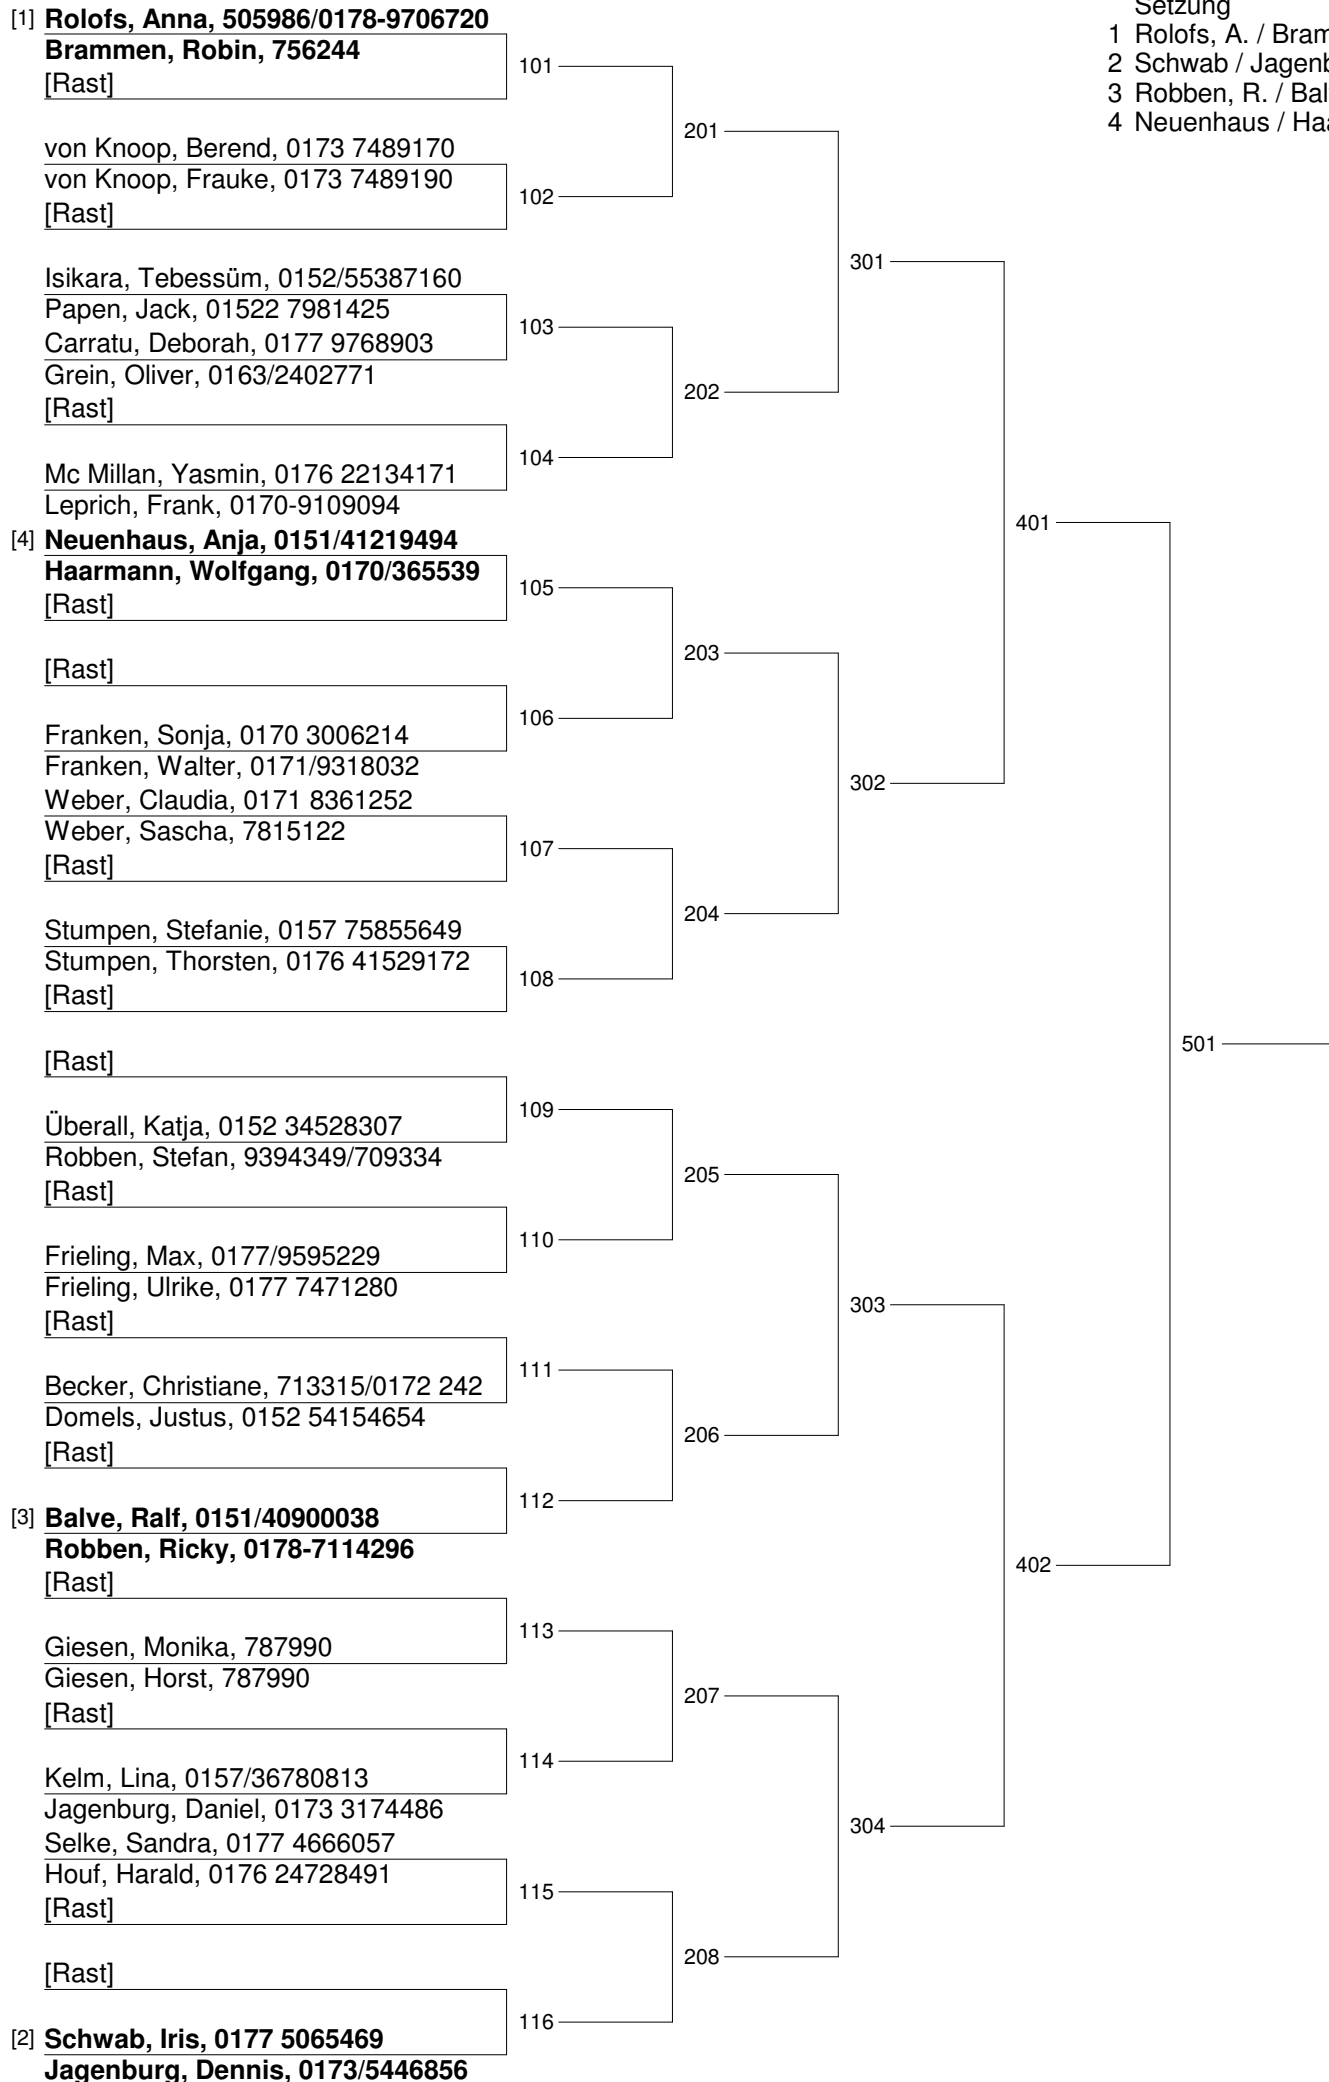 Setzung
1 Rolofs, A. / Bram
2 Schwab / Jagenb
3 Robben, R. / Bal
4 Neuenhaus / Haa
[1] Rolofs, Anna, 505986/0178-9706720
Brammen, Robin, 756244
101
[Rast]
201
von Knoop, Berend, 0173 7489170
von Knoop, Frauke, 0173 7489190
102
[Rast]
301
Isikara, Tebessüm, 0152/55387160
Papen, Jack, 01522 7981425
103
Carratu, Deborah, 0177 9768903
Grein, Oliver, 0163/2402771
202
[Rast]
104
Mc Millan, Yasmin, 0176 22134171
Leprich, Frank, 0170-9109094
401
[4] Neuenhaus, Anja, 0151/41219494
Haarmann, Wolfgang, 0170/365539
105
[Rast]
203
[Rast]
106
Franken, Sonja, 0170 3006214
Franken, Walter, 0171/9318032
302
Weber, Claudia, 0171 8361252
Weber, Sascha, 7815122
107
[Rast]
204
Stumpen, Stefanie, 0157 75855649
Stumpen, Thorsten, 0176 41529172
108
[Rast]
501
[Rast]
109
Überall, Katja, 0152 34528307
Robben, Stefan, 9394349/709334
205
[Rast]
110
Frieling, Max, 0177/9595229
Frieling, Ulrike, 0177 7471280
303
[Rast]
111
Becker, Christiane, 713315/0172 242
Domels, Justus, 0152 54154654
206
[Rast]
112
[3] Balve, Ralf, 0151/40900038
Robben, Ricky, 0178-7114296
402
[Rast]
113
Giesen, Monika, 787990
Giesen, Horst, 787990
207
[Rast]
114
Kelm, Lina, 0157/36780813
Jagenburg, Daniel, 0173 3174486
304
Selke, Sandra, 0177 4666057
Houf, Harald, 0176 24728491
115
[Rast]
208
[Rast]
116
[2] Schwab, Iris, 0177 5065469
Jagenburg, Dennis, 0173/5446856